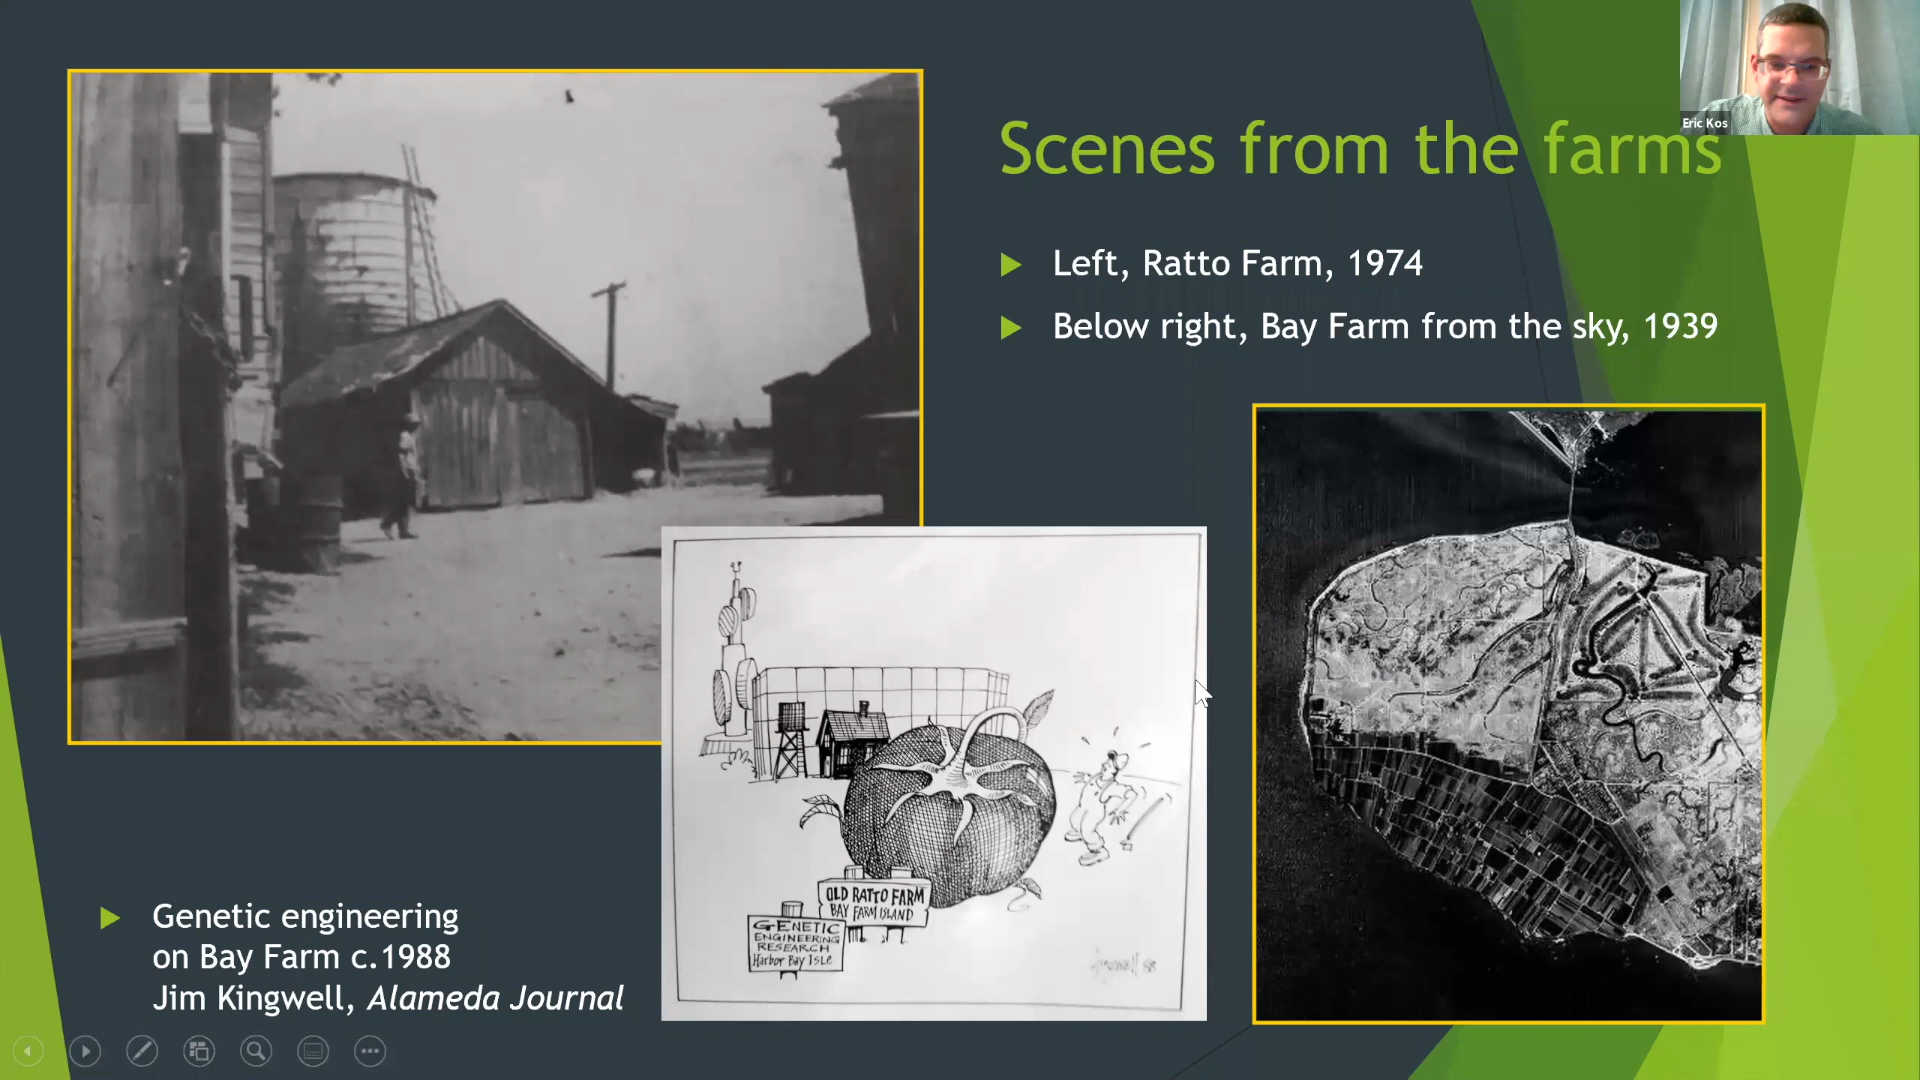 Eric Kos
Scenes from the farms
Left, Ratto Farm, 1974
Below right, Bay Farm from the sky, 1939
OLD RATTO FARM
BAY FARM ISLAND
GENETIC
ENGINEERING
RESEARCH
Harbor Bay Isle
Genetic engineering
on Bay Farm c.1988
Jim Kingwell, Alameda Journal